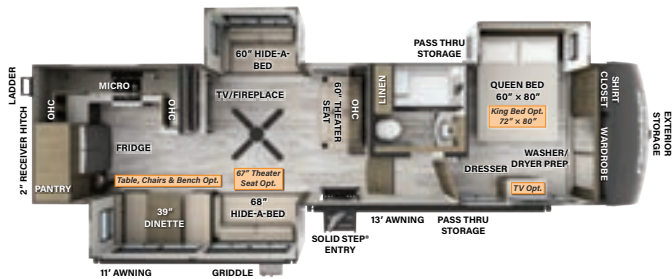 LADDER
2" RECEIVER HITCH
OHC
MICRO
OHC
FRIDGE
PANTRY
Table, Chairs & Bench Opt.
39"
DINETTE
11' AWNING
60" HIDE-A-
BED
TV/FIREPLACE
60" THEATER
SEAT
OHC
67" Theater
Seat Opt.
68"
HIDE-A-BED
GRIDDLE
SOLID STEP®
ENTRY
LINEN
13' AWNING
PASS THRU
STORAGE
QUEEN BED
60" x 80"
King Bed Opt.
72" x 80"
WASHER/
DRYER PREP
DRESSER
TV Opt.
PASS THRU
STORAGE
SHIRT
CLOSET
WARDROBE
EXTERIOR
STORAGE